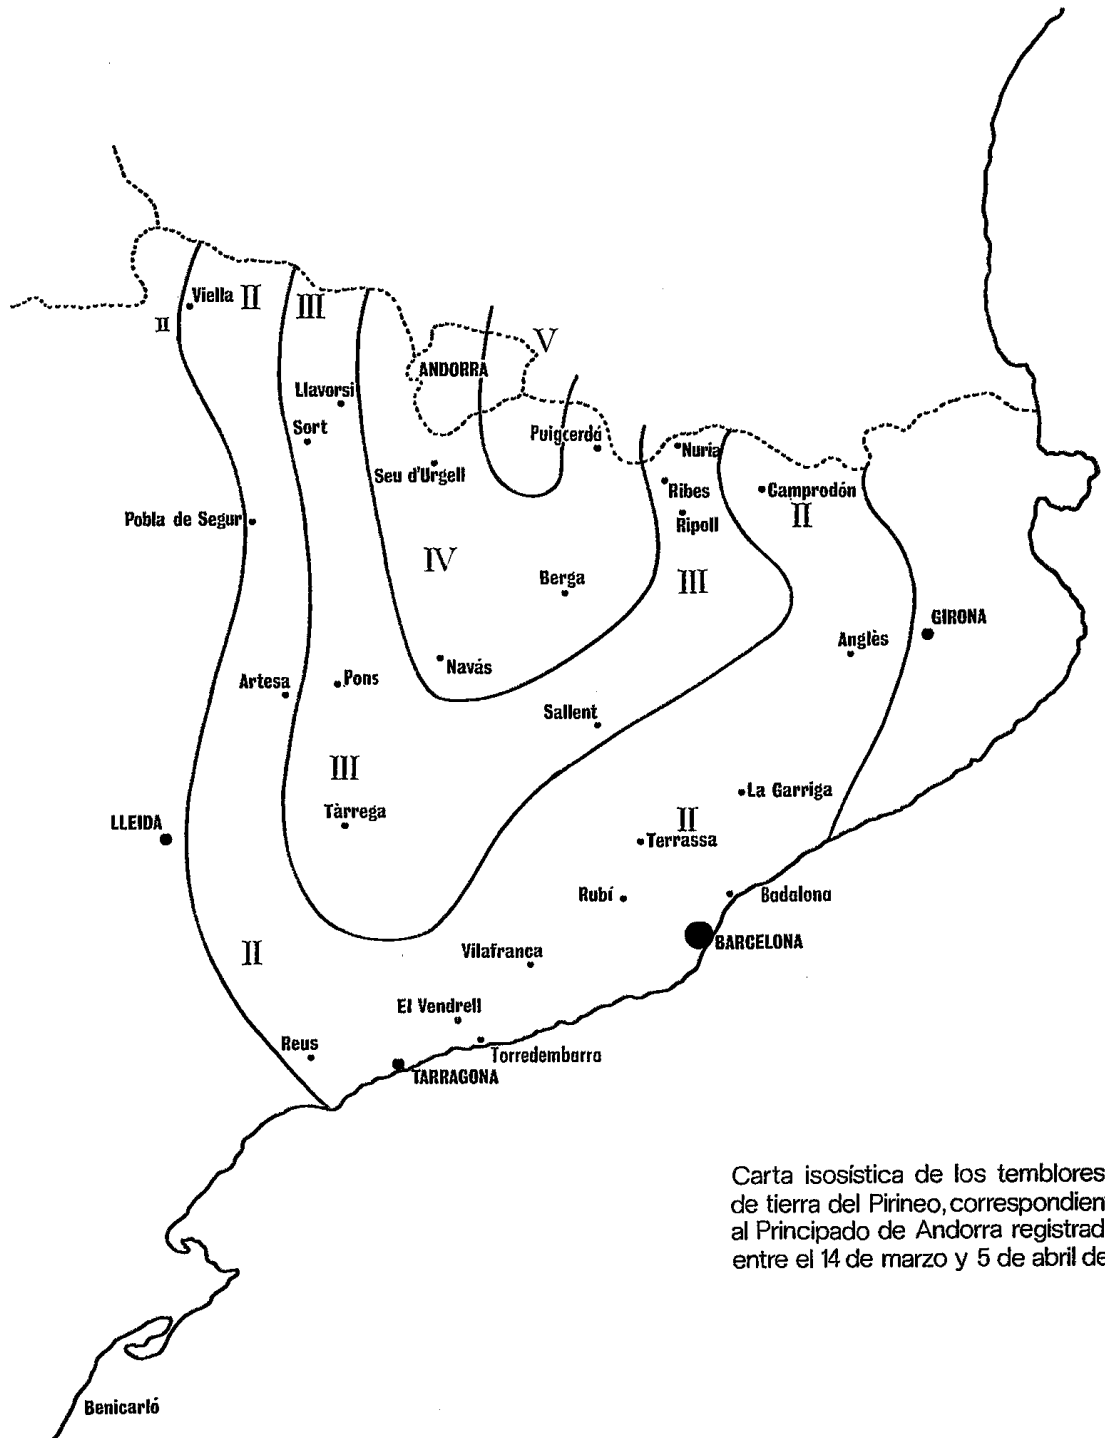 Viella
II
III
II
V
ANDORRA
Llavorsi
Sort
Puigcerdá
Nuria
Seu d'Urgell
Ribes
Camprodón
II
Pobla de Segur
Ripoll
IV
Berga
III
GIRONA
Anglès
Navás
Artesa
Pons
Sallent
III
La Garriga
Tàrrega
II
LLEIDA
Terrassa
Rubí
Badalona
BARCELONA
II
Vilafranca
El Vendrell
Reus
Torredembarra
TARRAGONA
Carta isosística de los temblores
de tierra del Pirineo, correspondien
al Principado de Andorra registrad
entre el 14 de marzo y 5 de abril de
Benicarló